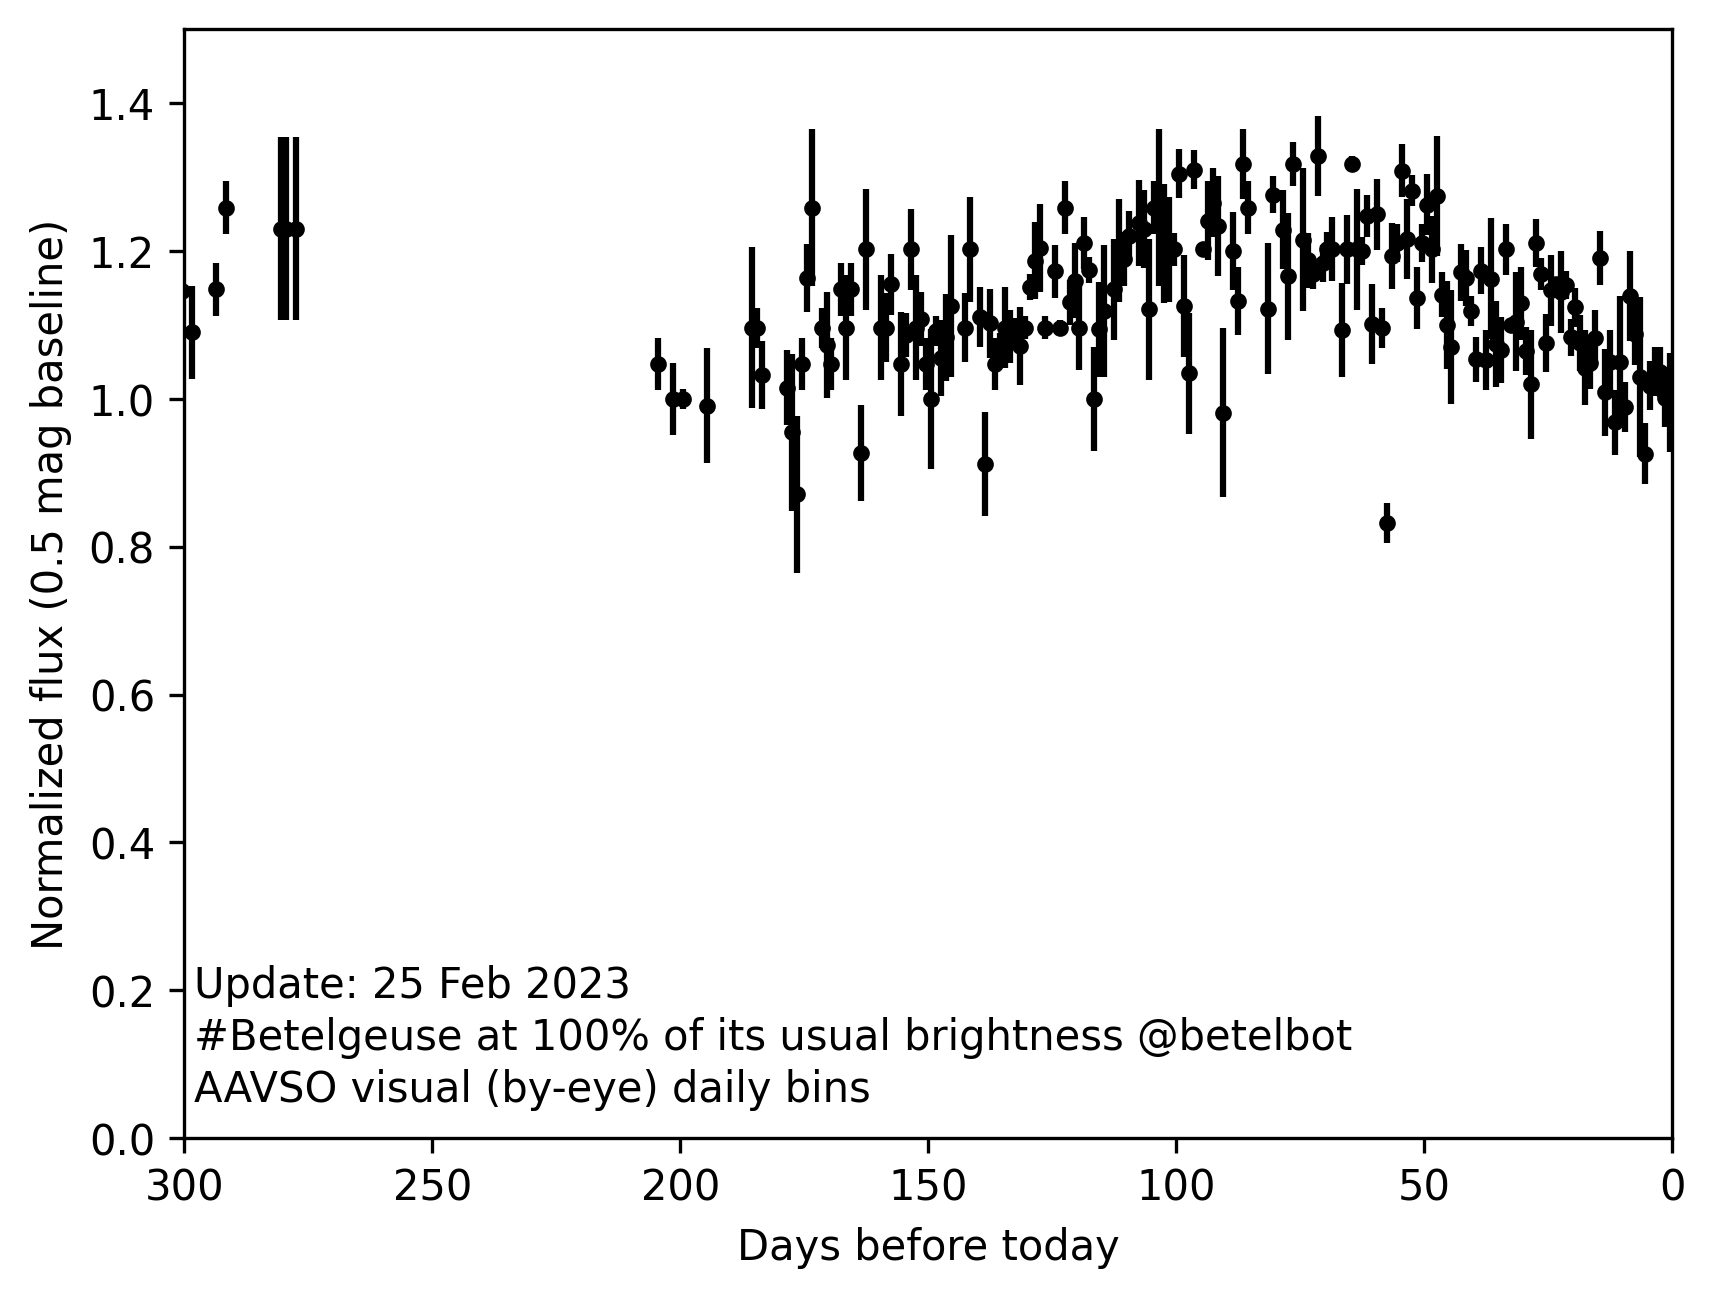 1.4
1.2
1.0
0.8
0.6
0.4
0.2
0.0
Normalized flux (0.5 mag baseline)
Update: 25 Feb 2023
#Betelgeuse at 100% of its usual brightness @betelbot
AAVSO visual (by-eye) daily bins
300 250 200 150 100 50 0
Days before today